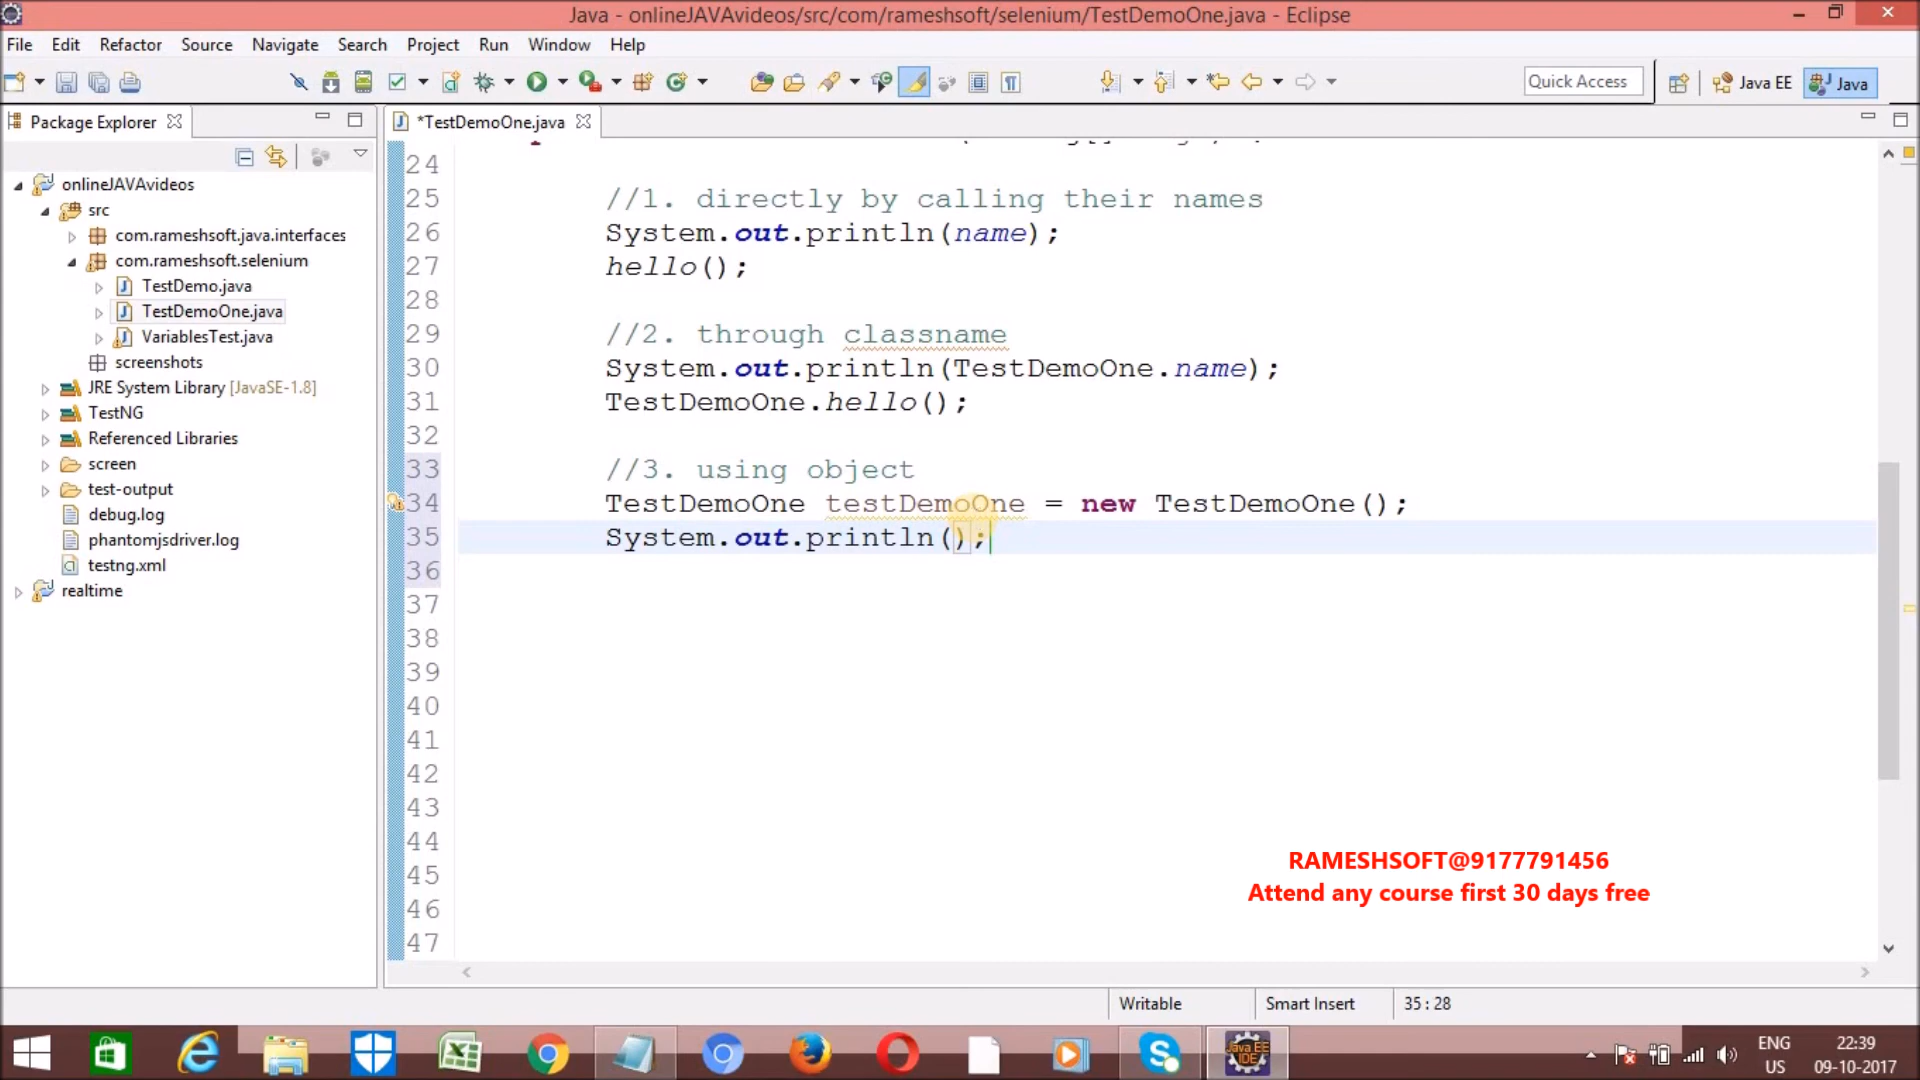 Java - onlineJAVAvideos/src/com/rameshsoft/selenium/TestDemoOne.java - Eclipse
File Edit Refactor Source Navigate Search Project Run Window Help
Quick Access
Java EE
Java
Package Explorer
*TestDemoOne.java
onlineJAVAvideos
src
com.rameshsoft.java.interfaces
com.rameshsoft.selenium
TestDemo.java
TestDemoOne.java
VariablesTest.java
screenshots
JRE System Library [JavaSE-1.8]
TestNG
Referenced Libraries
screen
test-output
debug.log
phantomjsdriver.log
testng.xml
realtime
24
25 //1. directly by calling their names
26 System.out.println(name);
27 hello();
28
29 //2. through classname
30 System.out.println(TestDemoOne.name);
31 TestDemoOne.hello();
32
33 //3. using object
34 TestDemoOne testDemoOne = new TestDemoOne();
35 System.out.println();
36
37
38
39
40
41
42
43
44
45
46
47
RAMESHSOFT@9177791456
Attend any course first 30 days free
Writable Smart Insert 35 : 28
Java EE
IDE
ENG
US
22:39
09-10-2017